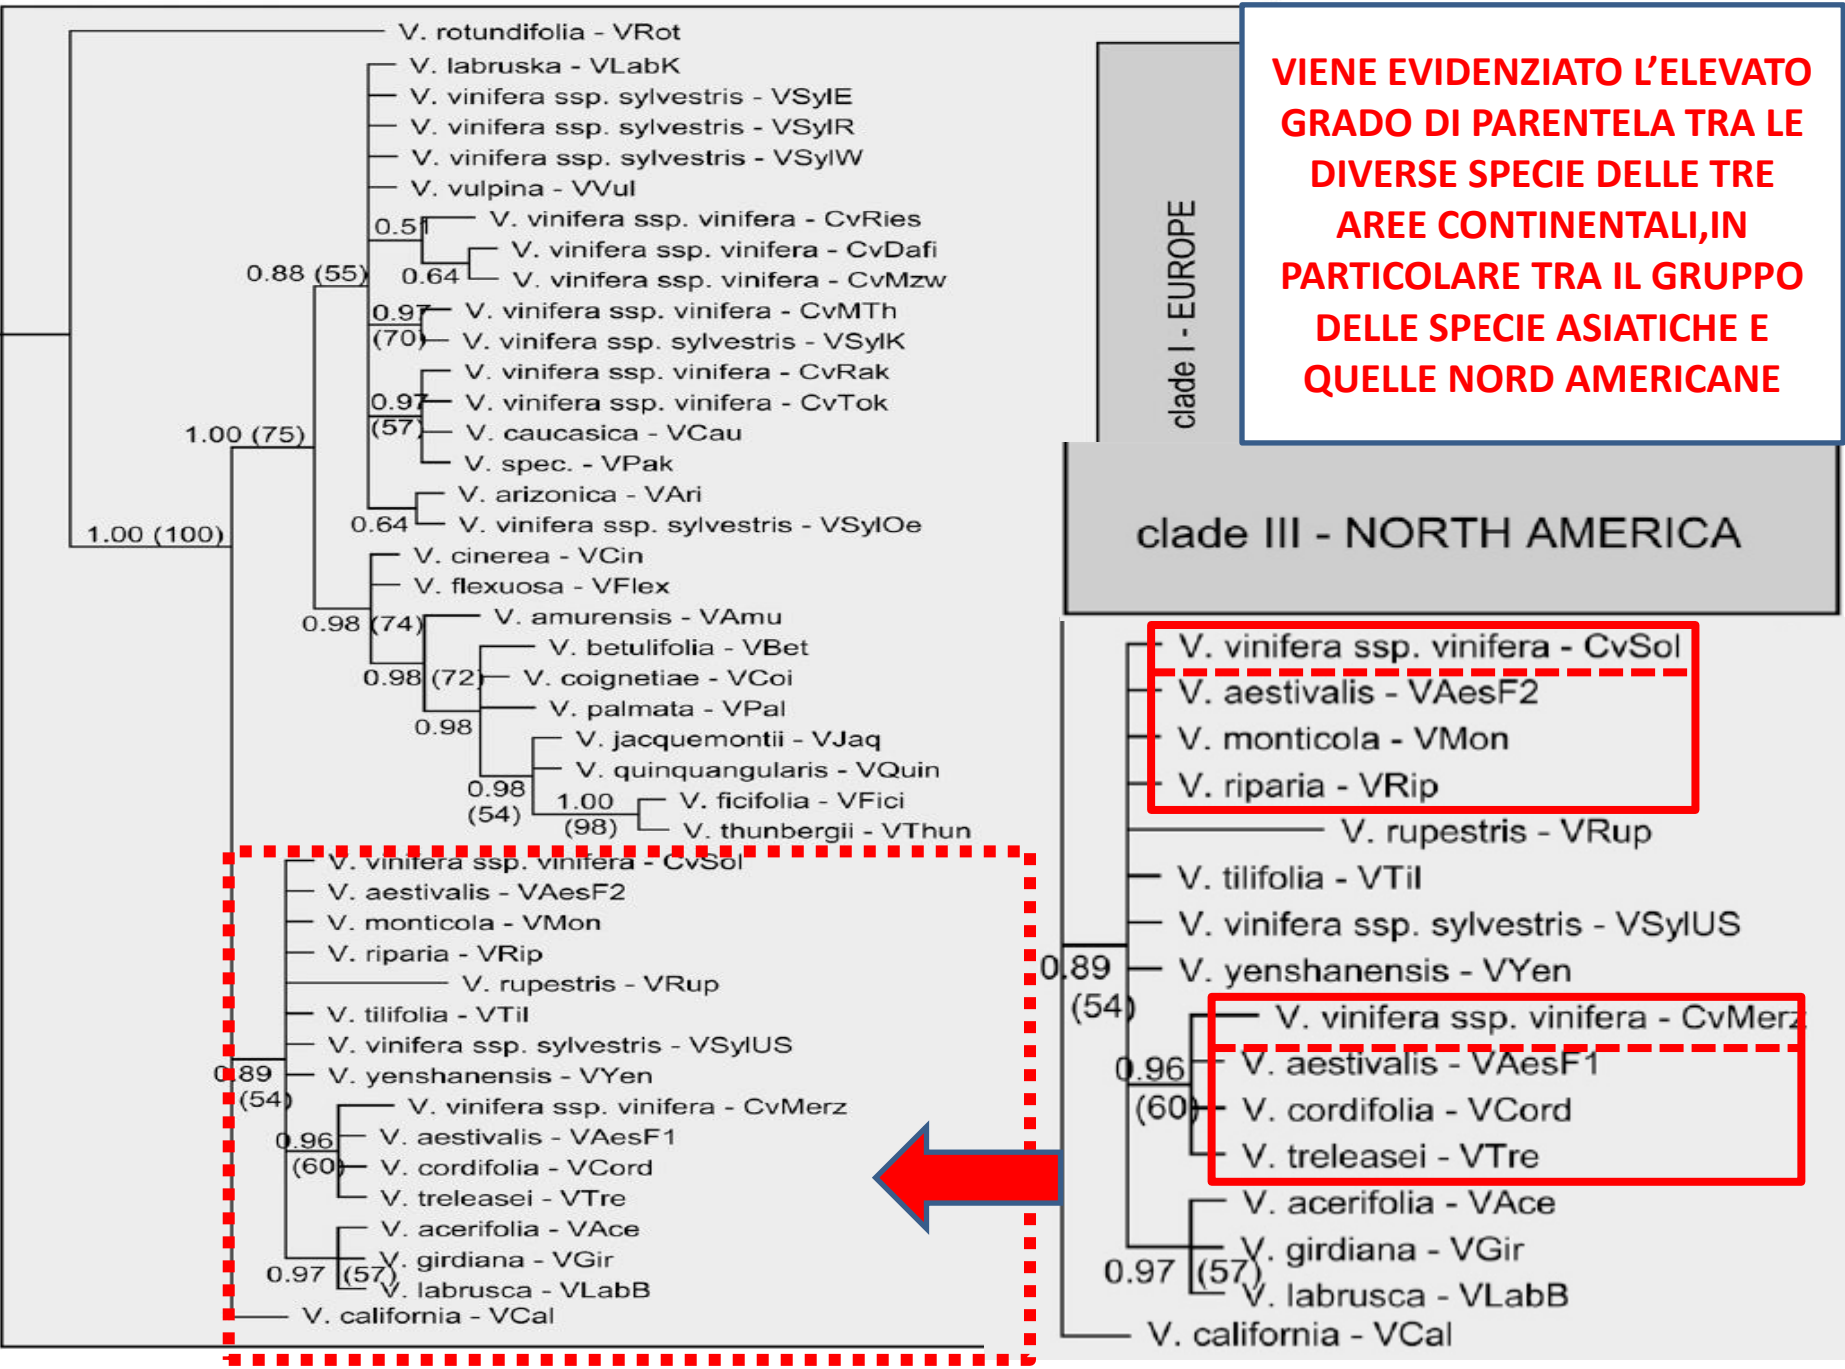 V. rotundifolia - VRot
V. labruska - VLabK
V. vinifera ssp. sylvestris - VSylE
V. vinifera ssp. sylvestris - VSylR
V. vinifera ssp. sylvestris - VSylW
V. vulpina - VVul
0.51
V. vinifera ssp. vinifera - CvRies
V. vinifera ssp. vinifera - CvDafi
0.88 (55)
0.64
V. vinifera ssp. vinifera - CvMzw
0.97
V. vinifera ssp. vinifera - CvMTh
(70)
V. vinifera ssp. sylvestris - VSylK
V. vinifera ssp. vinifera - CvRak
0.97
V. vinifera ssp. vinifera - CvTok
(57)
V. caucasica - VCau
1.00 (75)
V. spec. - VPak
V. arizonica - VAri
0.64
V. vinifera ssp. sylvestris - VSylOe
1.00 (100)
V. cinerea - VCin
V. flexuosa - VFlex
0.98 (74)
V. amurensis - VAmu
V. betulifolia - VBet
0.98 (72)
V. coignetiae - VCoi
V. palmata - VPal
0.98
V. jacquemontii - VJaq
V. quinquangularis - VQuin
0.98
(54)
1.00
(98)
V. ficifolia - VFici
V. thunbergii - VThun
V. vinifera ssp. vinifera - CvSol
V. aestivalis - VAesF2
V. monticola - VMon
V. riparia - VRip
V. rupestris - VRup
V. tilifolia - VTil
V. vinifera ssp. sylvestris - VSylUS
0.89
V. yenshanensis - VYen
(54)
V. vinifera ssp. vinifera - CvMerz
0.96
V. aestivalis - VAesF1
(60)
V. cordifolia - VCord
V. treleasei - VTre
V. acerifolia - VAce
V. girdiana - VGir
0.97 (57)
V. labrusca - VLabB
V. california - VCal
clade I - EUROPE
VIENE EVIDENZIATO L’ELEVATO
GRADO DI PARENTELA TRA LE
DIVERSE SPECIE DELLE TRE
AREE CONTINENTALI,IN
PARTICOLARE TRA IL GRUPPO
DELLE SPECIE ASIATICHE E
QUELLE NORD AMERICANE
clade III - NORTH AMERICA
V. vinifera ssp. vinifera - CvSol
V. aestivalis - VAesF2
V. monticola - VMon
V. riparia - VRip
V. rupestris - VRup
V. tilifolia - VTil
V. vinifera ssp. sylvestris - VSylUS
0.89
V. yenshanensis - VYen
(54)
V. vinifera ssp. vinifera - CvMerz
0.96
V. aestivalis - VAesF1
(60)
V. cordifolia - VCord
V. treleasei - VTre
V. acerifolia - VAce
V. girdiana - VGir
0.97 (57)
V. labrusca - VLabB
V. california - VCal